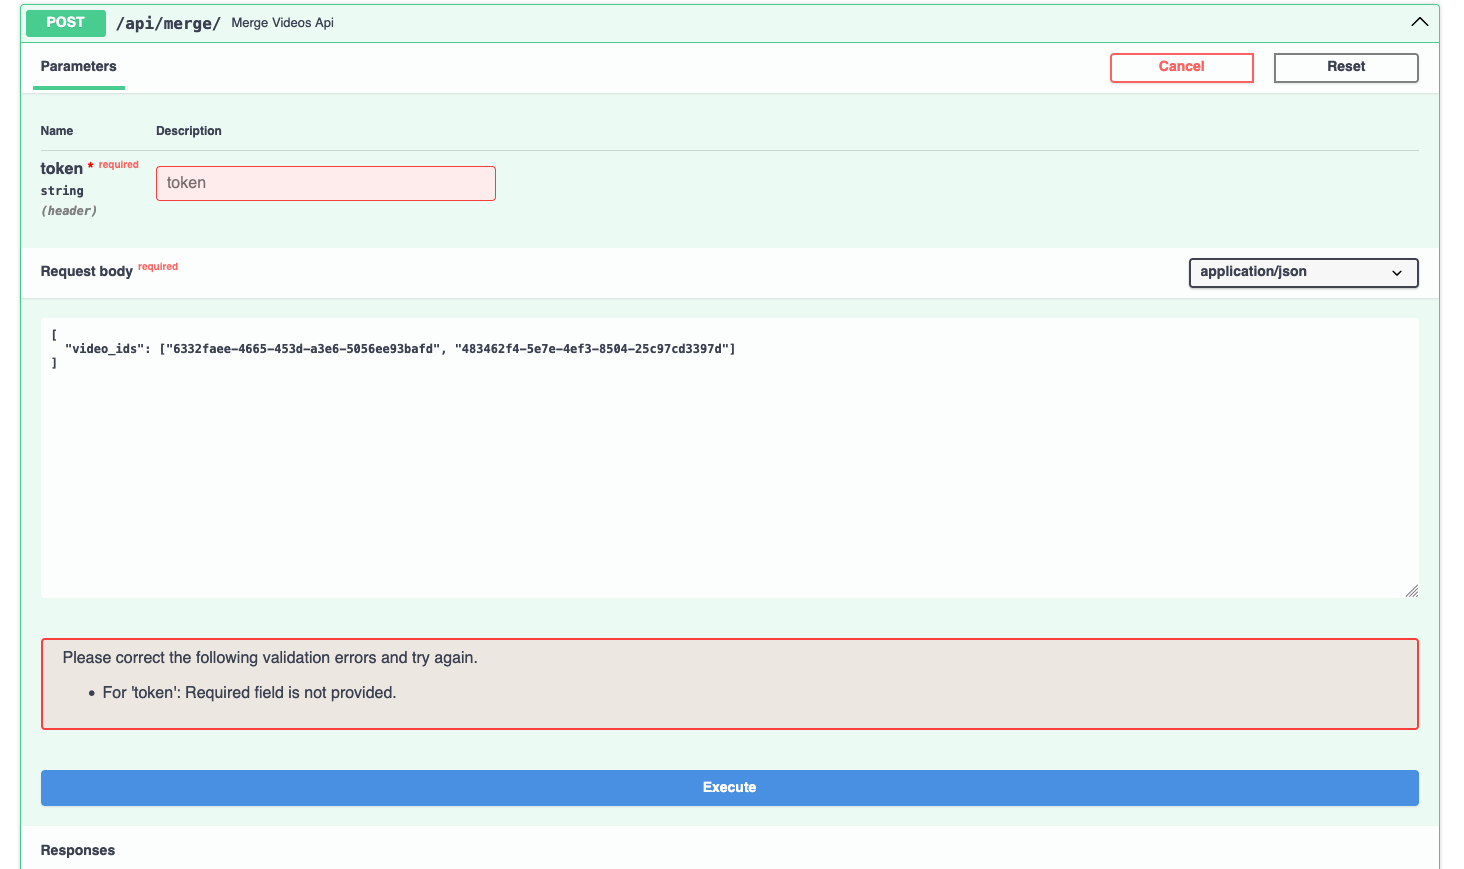 POST /api/merge/ Merge Videos Api
Parameters
Cancel
Reset
Name Description
token * required
string
(header)
token
Request body required
application/json
[
"video_ids": ["6332faee-4665-453d-a3e6-5056ee93bafd", "483462f4-5e7e-4ef3-8504-25c97cd3397d"]
]
Please correct the following validation errors and try again.
• For 'token': Required field is not provided.
Execute
Responses